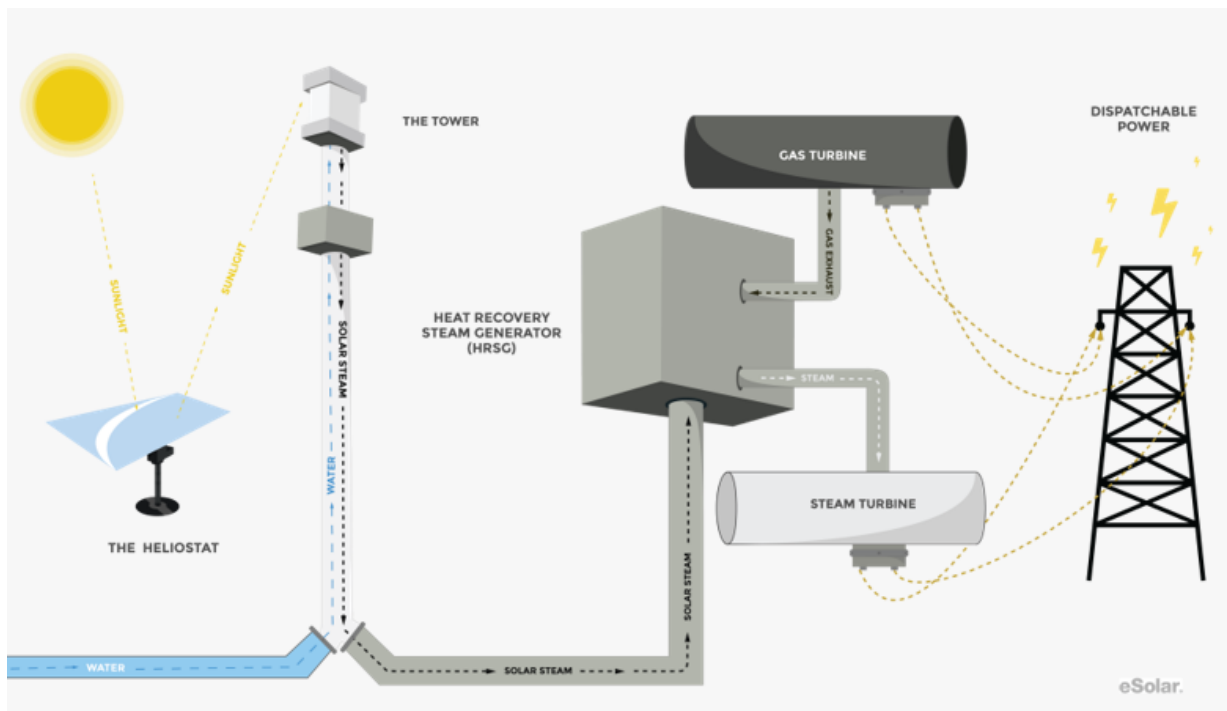 THE TOWER
DISPATCHABLE
POWER
GAS TURBINE
SUNLIGHT
SUNLIGHT
GAS EXHAUST
HEAT RECOVERY
STEAM GENERATOR
(HRSG)
SOLAR STEAM
STEAM
WATER
STEAM TURBINE
THE HELIOSTAT
SOLAR STEAM
WATER
SOLAR STEAM
eSolar.